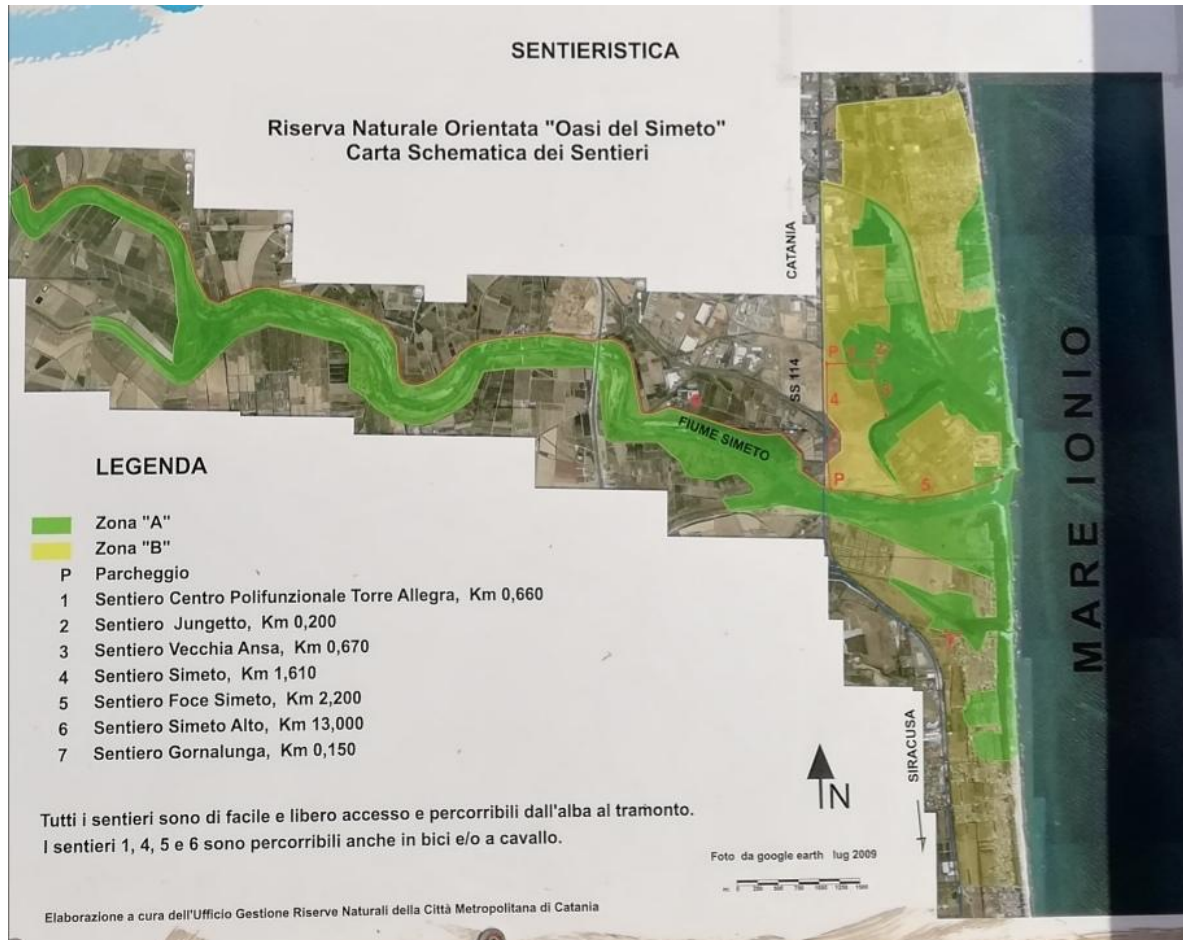 SENTIERISTICA
Riserva Naturale Orientata "Oasi del Simeto"
Carta Schematica dei Sentieri
CATANIA
SS 114
P
4
FIUME SIMETO
P
5
MARE IONIO
SIRACUSA
N
LEGENDA
Zona "A"
Zona "B"
P Parcheggio
1 Sentiero Centro Polifunzionale Torre Allegra, Km 0,660
2 Sentiero Jungetto, Km 0,200
3 Sentiero Vecchia Ansa, Km 0,670
4 Sentiero Simeto, Km 1,610
5 Sentiero Foce Simeto, Km 2,200
6 Sentiero Simeto Alto, Km 13,000
7 Sentiero Gornalunga, Km 0,150
Tutti i sentieri sono di facile e libero accesso e percorribili dall'alba al tramonto.
I sentieri 1, 4, 5 e 6 sono percorribili anche in bici e/o a cavallo.
Foto da google earth lug 2009
Elaborazione a cura dell'Ufficio Gestione Riserve Naturali della Città Metropolitana di Catania